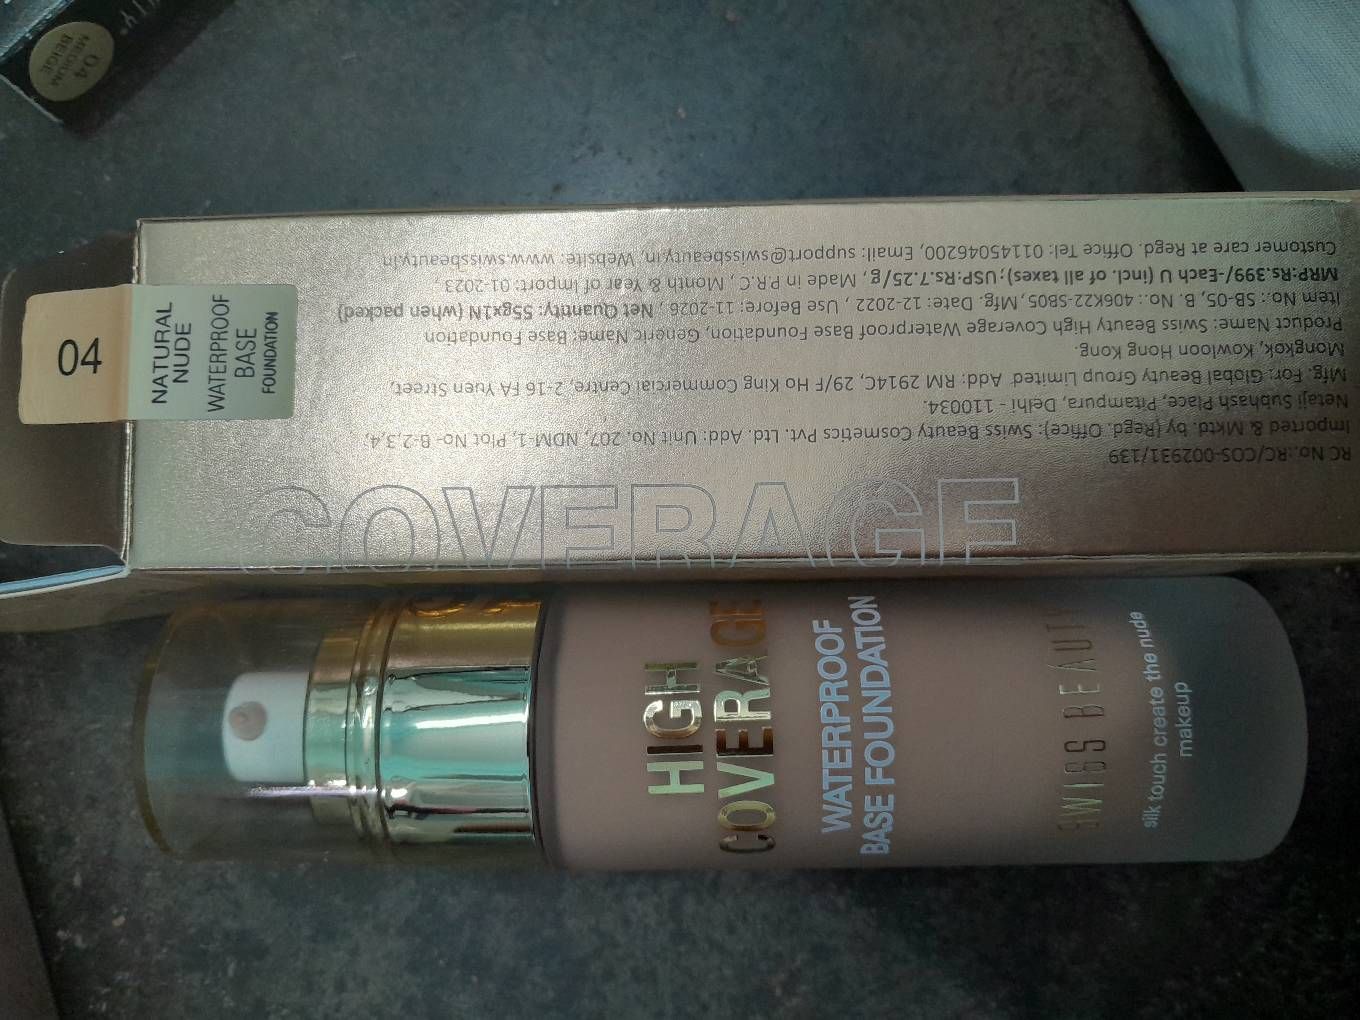 04
MEDIUM
BEIGE
04
NATURAL
NUDE
WATERPROOF
BASE
FOUNDATION
RC No.:RC/COS-002931/139
Imported & Mktd. by (Regd. Office): Swiss Beauty Cosmetics Pvt. Ltd. Add: Unit No. 207, NDM-1, Plot No- B-2,3,4,
Netaji Subhash Place, Pitampura, Delhi - 110034.
Mfg. For: Global Beauty Group Limited Add: RM 2914C, 29/F Ho King Commercial Centre, 2-16 FA Yuen Street,
Mongkok, Kowloon Hong Kong.
Product Name: Swiss Beauty High Coverage Waterproof Base Foundation, Generic Name: Base Foundation
Item No.: SB-05, B. No.: 406K22-SB05, Mfg. Date: 12-2022, Use Before: 11-2026, Net Quantity: 55gx1N (when packed)
MRP:Rs.399/-Each U (incl. of all taxes); USP:Rs.7.25/g, Made in P.R.C, Month & Year of Import: 01-2023
Customer care at Regd. Office Tel: 01145046200, Email: support@swissbeauty.in, Website: www.swissbeauty.in
COVERAGE
HIGH
COVERAGE
WATERPROOF
BASE FOUNDATION
SWISS BEAUTY
silk touch create the nude
makeup